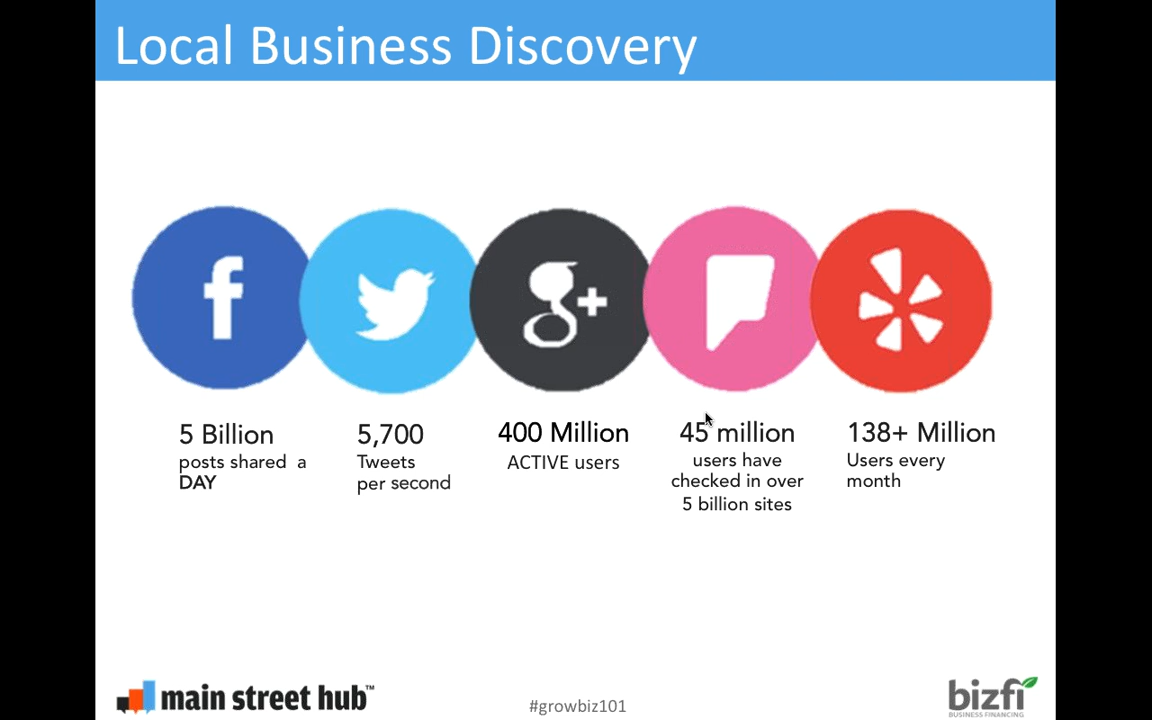 Local Business Discovery
f
g+
5 Billion
posts shared a
DAY
5,700
Tweets
per second
400 Million
ACTIVE users
45 million
users have
checked in over
5 billion sites
138+ Million
Users every
month
main street hub™
#growbiz101
bizfi
BUSINESS FINANCING